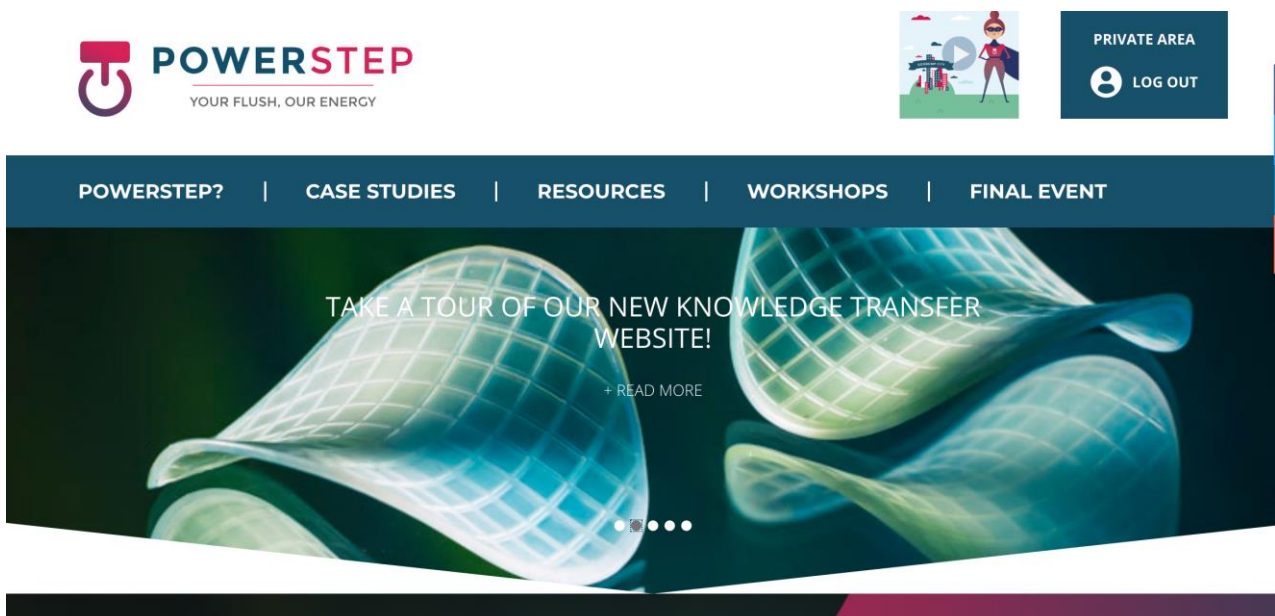 POWERSTEP
YOUR FLUSH, OUR ENERGY
PRIVATE AREA
LOG OUT
POWERSTEP? | CASE STUDIES | RESOURCES | WORKSHOPS | FINAL EVENT
TAKE A TOUR OF OUR NEW KNOWLEDGE TRANSFER
WEBSITE!
+ READ MORE